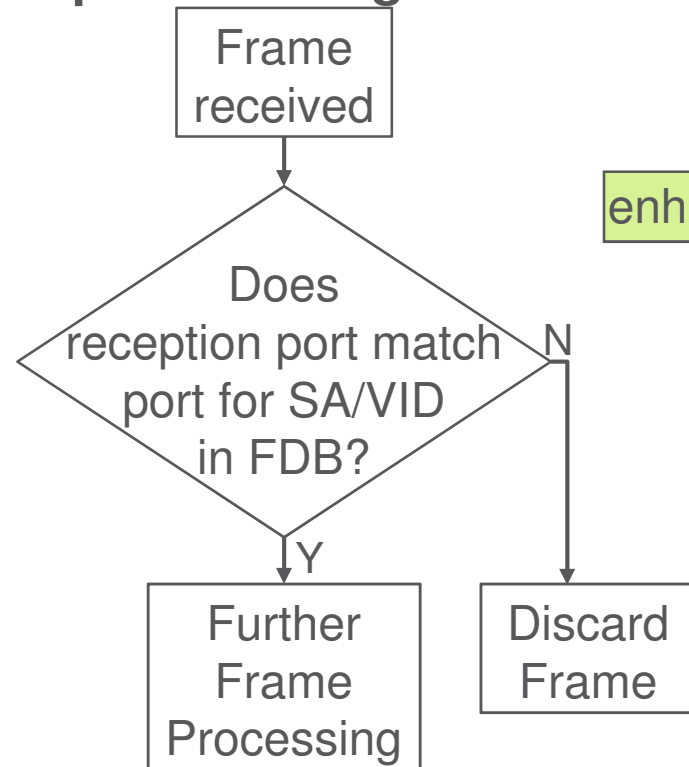 Frame
received
enh
Does
reception port match
port for SA/VID
in FDB?
N
Y
Further
Frame
Processing
Discard
Frame